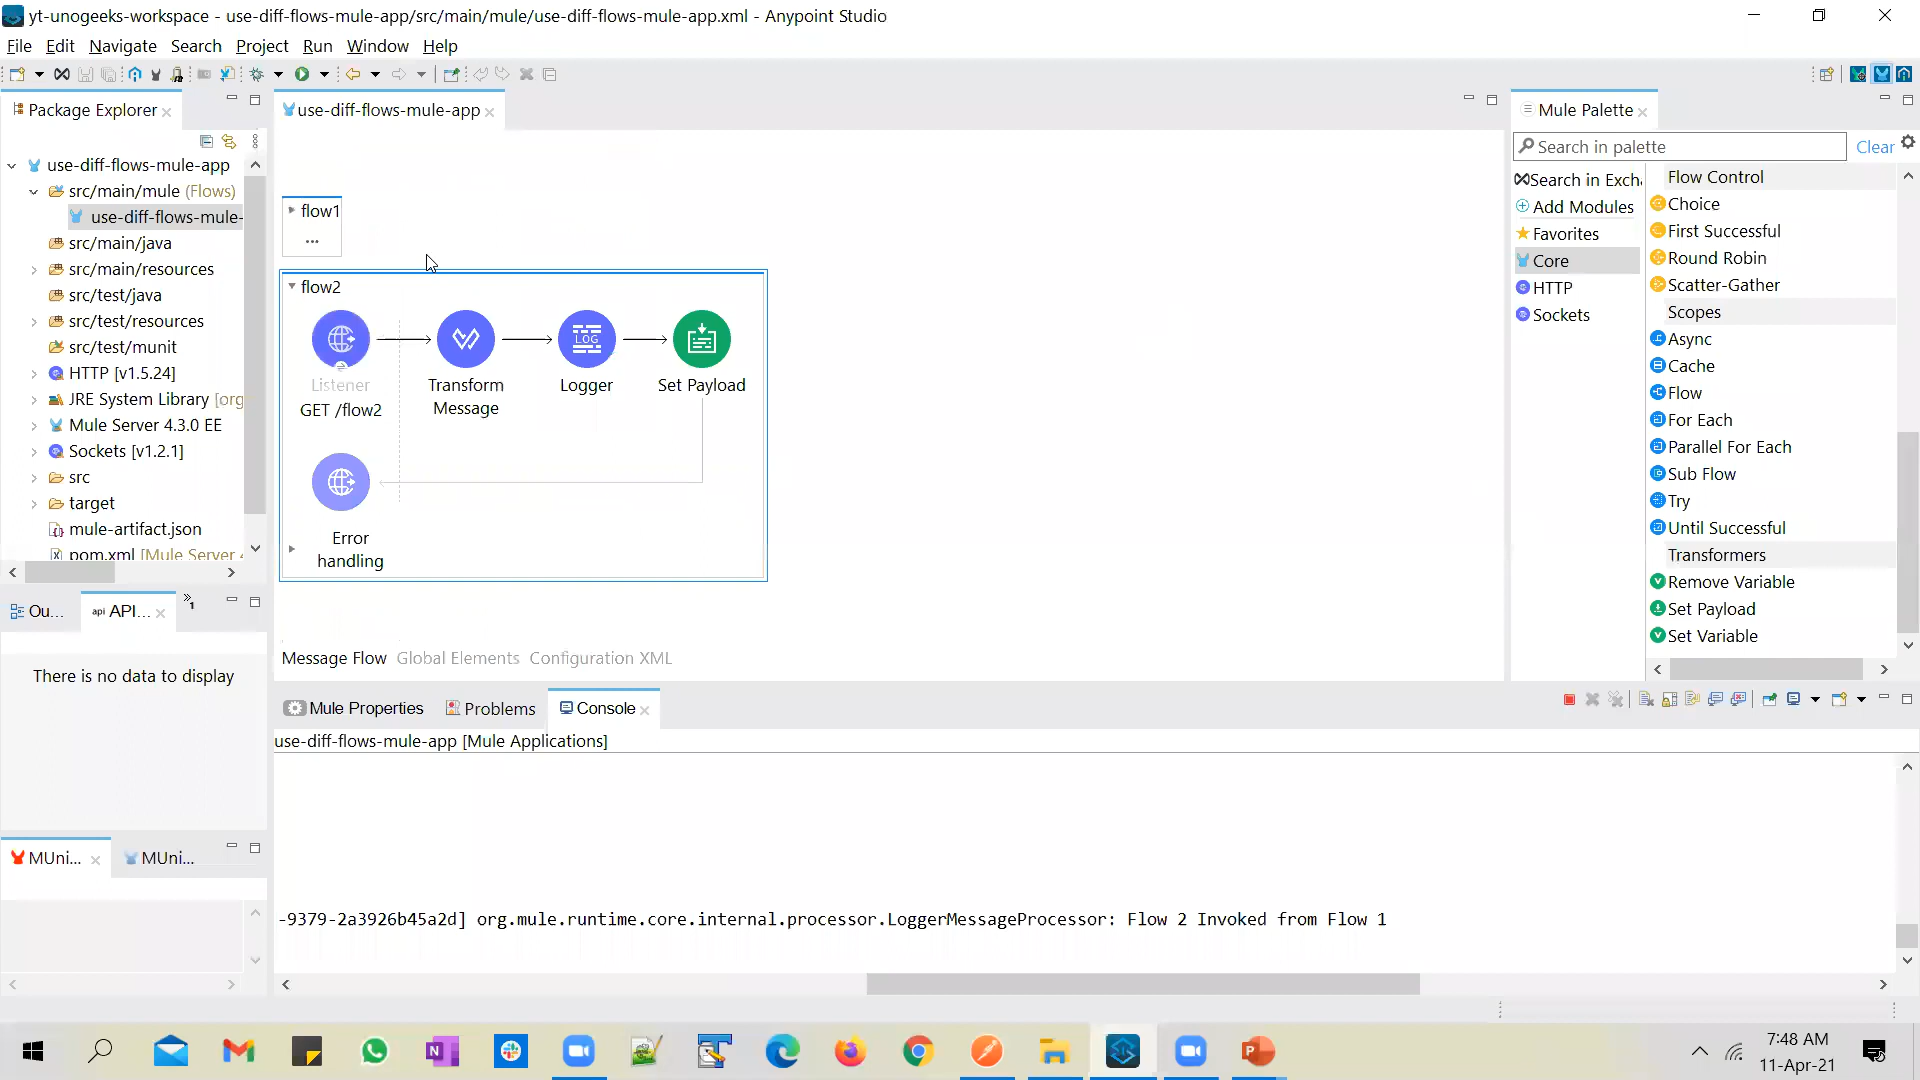 yt-unogeeks-workspace - use-diff-flows-mule-app/src/main/mule/use-diff-flows-mule-app.xml - Anypoint Studio
File Edit Navigate Search Project Run Window Help
Package Explorer
use-diff-flows-mule-app
src/main/mule (Flows)
use-diff-flows-mule-
src/main/java
src/main/resources
src/test/java
src/test/resources
src/test/munit
HTTP [v1.5.24]
JRE System Library [org
Mule Server 4.3.0 EE
Sockets [v1.2.1]
src
target
mule-artifact.json
pom.xml [Mule Server 4
Ou...
api API...
1
There is no data to display
MUni...
MUni...
use-diff-flows-mule-app
flow1
...
flow2
Listener
GET /flow2
Transform
Message
LOG
Logger
Set Payload
Error
handling
Message Flow Global Elements Configuration XML
Mule Palette
Search in palette
Clear
Search in Exch
Add Modules
Favorites
Core
HTTP
Sockets
Flow Control
Choice
First Successful
Round Robin
Scatter-Gather
Scopes
Async
Cache
Flow
For Each
Parallel For Each
Sub Flow
Try
Until Successful
Transformers
Remove Variable
Set Payload
Set Variable
Mule Properties
Problems
Console
use-diff-flows-mule-app [Mule Applications]
-9379-2a3926b45a2d] org.mule.runtime.core.internal.processor.LoggerMessageProcessor: Flow 2 Invoked from Flow 1
7:48 AM
11-Apr-21